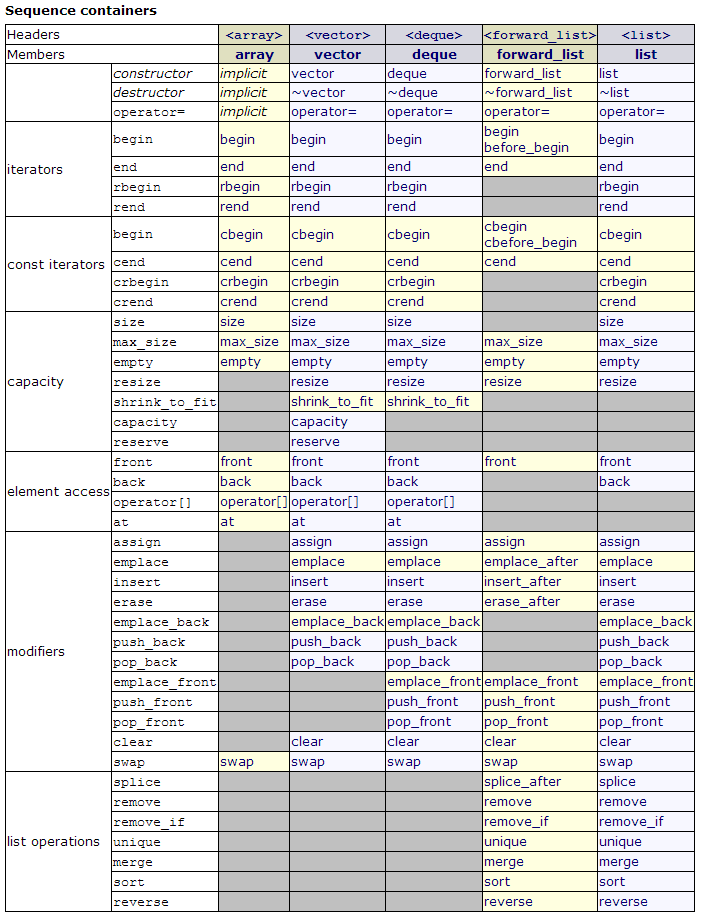 Sequence containers
Headers <array> <vector> <deque> <forward_list> <list>
Members array vector deque forward_list list
constructor implicit vector deque forward_list list
destructor implicit ~vector ~deque ~forward_list ~list
operator= implicit operator= operator= operator= operator=
iterators
begin begin begin begin begin before_begin begin
end end end end end end
rbegin rbegin rbegin rbegin rbegin
rend rend rend rend rend
const iterators
begin cbegin cbegin cbegin cbegin cbefore_begin cbegin
cend cend cend cend cend cend
crbegin crbegin crbegin crbegin crbegin
crend crend crend crend crend
capacity
size size size size size
max_size max_size max_size max_size max_size max_size
empty empty empty empty empty empty
resize resize resize resize resize
shrink_to_fit shrink_to_fit shrink_to_fit
capacity capacity
reserve reserve
element access
front front front front front front
back back back back back
operator[] operator[] operator[] operator[]
at at at at
modifiers
assign assign assign assign assign
emplace emplace emplace emplace_after emplace
insert insert insert insert_after insert
erase erase erase erase_after erase
emplace_back emplace_back emplace_back emplace_back
push_back push_back push_back push_back
pop_back pop_back pop_back pop_back
emplace_front emplace_front emplace_front emplace_front
push_front push_front push_front push_front
pop_front pop_front pop_front pop_front
clear clear clear clear clear
swap swap swap swap swap swap
list operations
splice splice_after splice
remove remove remove
remove_if remove_if remove_if
unique unique unique
merge merge merge
sort sort sort
reverse reverse reverse